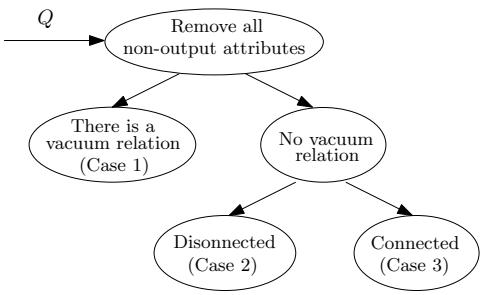 Q
Remove all
non-output attributes
There is a
vacuum relation
(Case 1)
No vacuum
relation
Disonnected
(Case 2)
Connected
(Case 3)